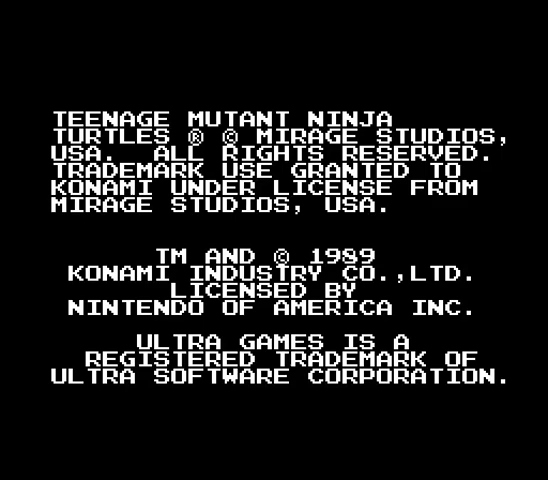 TEENAGE MUTANT NINJA
TURTLES ® © MIRAGE STUDIOS,
USA. ALL RIGHTS RESERVED.
TRADEMARK USE GRANTED TO
KONAMI UNDER LICENSE FROM
MIRAGE STUDIOS, USA.
TM AND © 1989
KONAMI INDUSTRY CO.,LTD.
LICENSED BY
NINTENDO OF AMERICA INC.
ULTRA GAMES IS A
REGISTERED TRADEMARK OF
ULTRA SOFTWARE CORPORATION.